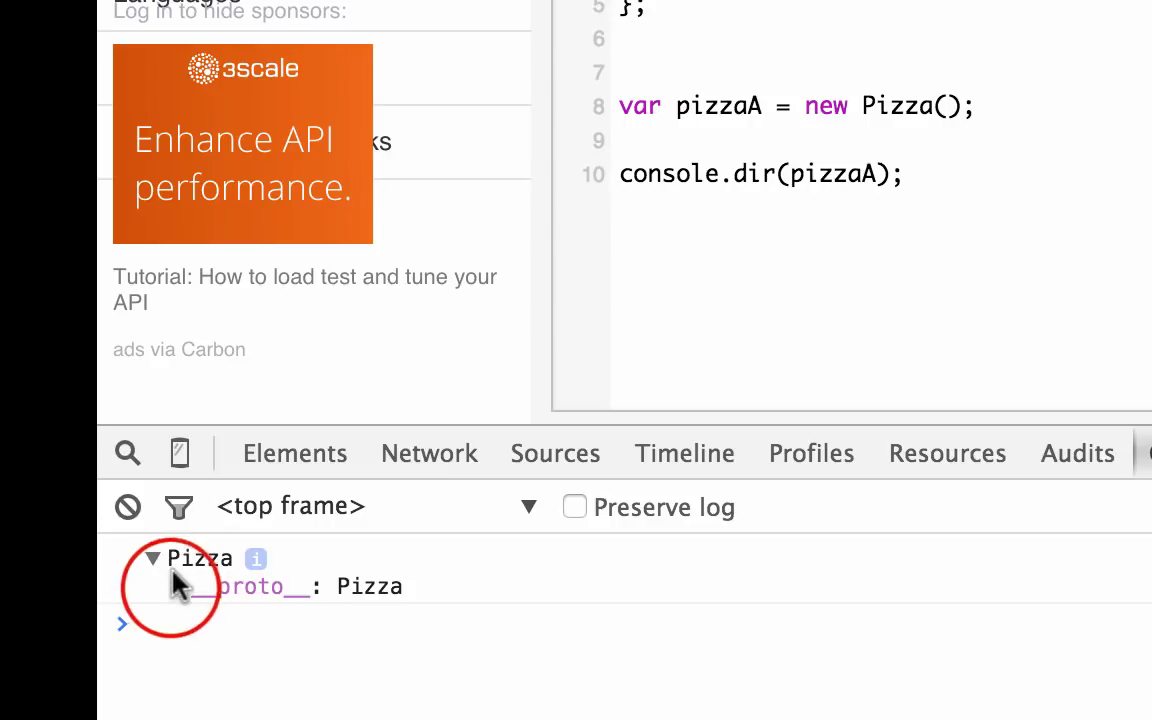 Languages
Log in to hide sponsors:
3scale
Enhance API
performance.
ks
Tutorial: How to load test and tune your
API
ads via Carbon
5 };
6
7
8 var pizzaA = new Pizza();
9
10 console.dir(pizzaA);
Elements Network Sources Timeline Profiles Resources Audits
<top frame> ▼ Preserve log
▼ Pizza i
__proto__: Pizza
>